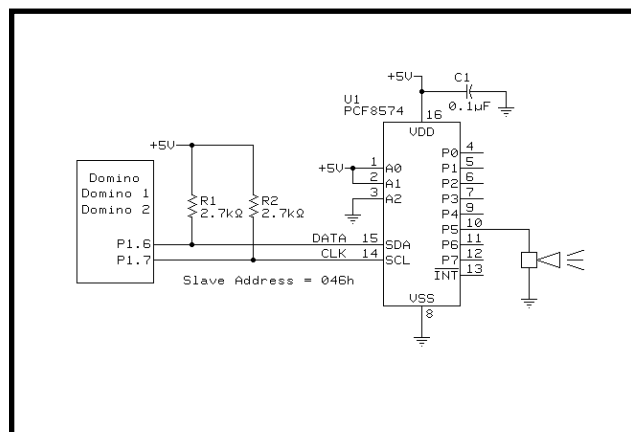 +5V
C1
0.1µF
U1
PCF8574
16
VDD
+5V
+5V
1 A0
2 A1
3 A2
P0 4
P1 5
P2 6
P3 7
P4 9
P5 10
P6 11
P7 12
INT 13
Domino
Domino 1
Domino 2
R1
2.7kΩ
R2
2.7kΩ
P1.6 DATA 15 SDA
P1.7 CLK 14 SCL
Slave Address = 046h
VSS
8